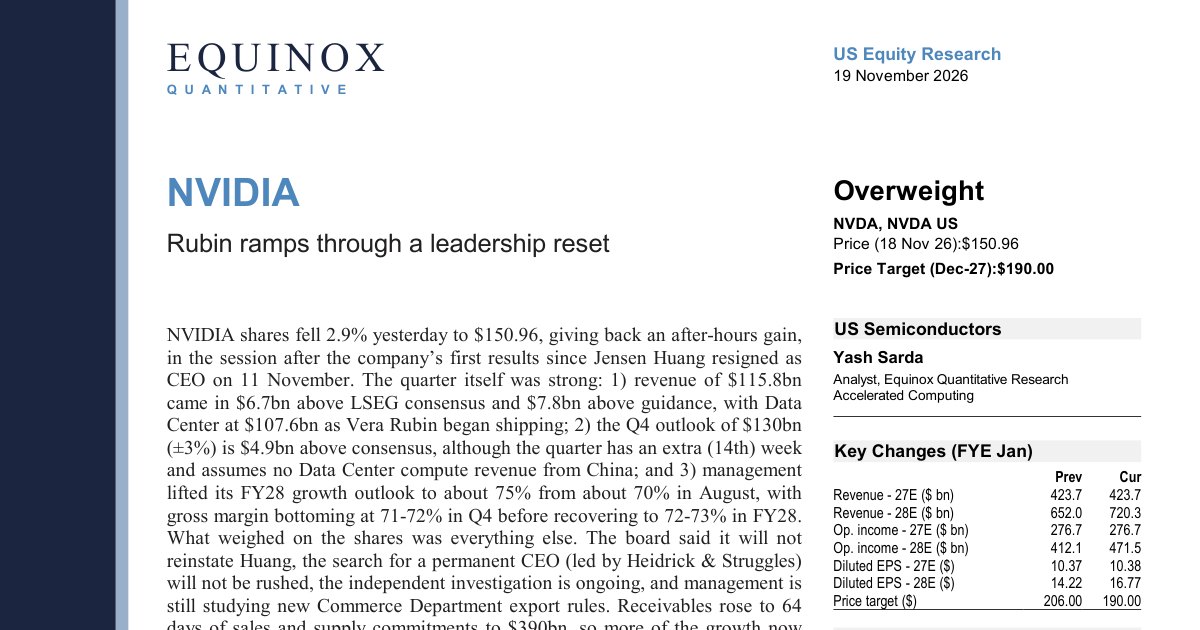 EQUINOX
QUANTITATIVE
US Equity Research
19 November 2026
NVIDIA
Rubin ramps through a leadership reset
Overweight
NVDA, NVDA US
Price (18 Nov 26):$150.96
Price Target (Dec-27):$190.00
NVIDIA shares fell 2.9% yesterday to $150.96, giving back an after-hours gain,
in the session after the company’s first results since Jensen Huang resigned as
CEO on 11 November. The quarter itself was strong: 1) revenue of $115.8bn
came in $6.7bn above LSEG consensus and $7.8bn above guidance, with Data
Center at $107.6bn as Vera Rubin began shipping; 2) the Q4 outlook of $130bn
(±3%) is $4.9bn above consensus, although the quarter has an extra (14th) week
and assumes no Data Center compute revenue from China; and 3) management
lifted its FY28 growth outlook to about 75% from about 70% in August, with
gross margin bottoming at 71-72% in Q4 before recovering to 72-73% in FY28.
What weighed on the shares was everything else. The board said it will not
reinstate Huang, the search for a permanent CEO (led by Heidrick & Struggles)
will not be rushed, the independent investigation is ongoing, and management is
still studying new Commerce Department export rules. Receivables rose to 64
days of sales and supply commitments to $390bn, so more of the growth now
US Semiconductors
Yash Sarda
Analyst, Equinox Quantitative Research
Accelerated Computing
Key Changes (FYE Jan)
Prev Cur
Revenue - 27E ($ bn) 423.7 423.7
Revenue - 28E ($ bn) 652.0 720.3
Op. income - 27E ($ bn) 276.7 276.7
Op. income - 28E ($ bn) 412.1 471.5
Diluted EPS - 27E ($) 10.37 10.38
Diluted EPS - 28E ($) 14.22 16.77
Price target ($) 206.00 190.00